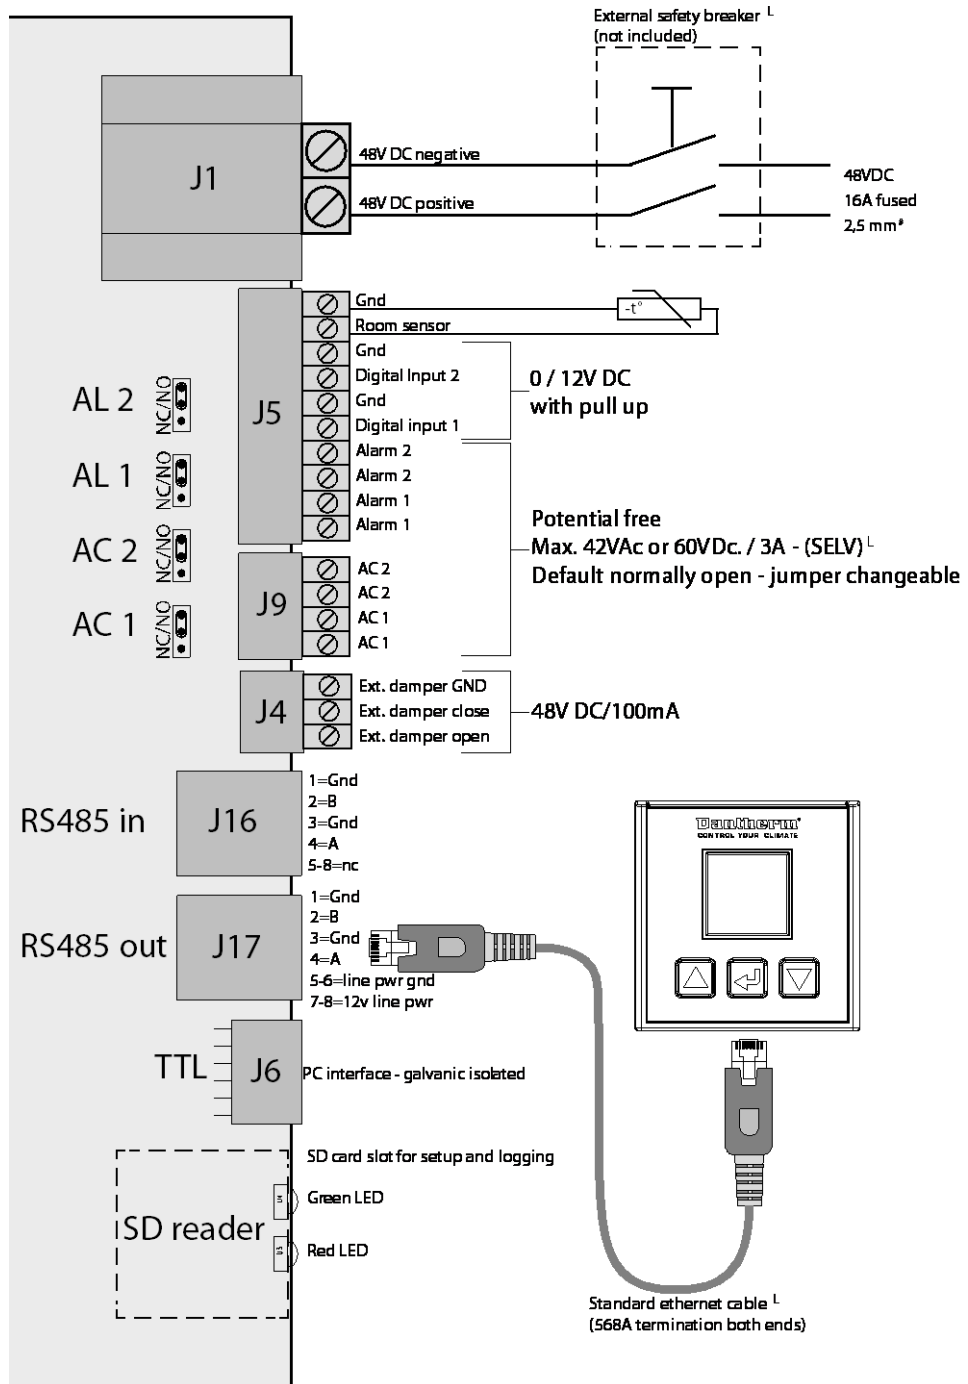 External safety breaker L
(not included)
J1
48V DC negative
48V DC positive
48VDC
16A fused
2,5 mm²
Gnd
Room sensor
-t°
Gnd
Digital Input 2
Gnd
Digital input 1
0 / 12V DC
with pull up
J5
Alarm 2
Alarm 2
Alarm 1
Alarm 1
AL 2
NC/NO
AL 1
NC/NO
AC 2
NC/NO
AC 1
NC/NO
Potential free
Max. 42VAc or 60VDc. / 3A - (SELV) L
Default normally open - jumper changeable
J9
AC 2
AC 2
AC 1
AC 1
J4
Ext. damper GND
Ext. damper close
Ext. damper open
48V DC/100mA
RS485 in
J16
1=Gnd
2=B
3=Gnd
4=A
5-8=nc
Dantherm®
CONTROL YOUR CLIMATE
RS485 out
J17
1=Gnd
2=B
3=Gnd
4=A
5-6=line pwr gnd
7-8=12v line pwr
TTL
J6
PC interface - galvanic isolated
SD card slot for setup and logging
Green LED
SD reader
Red LED
Standard ethernet cable L
(568A termination both ends)